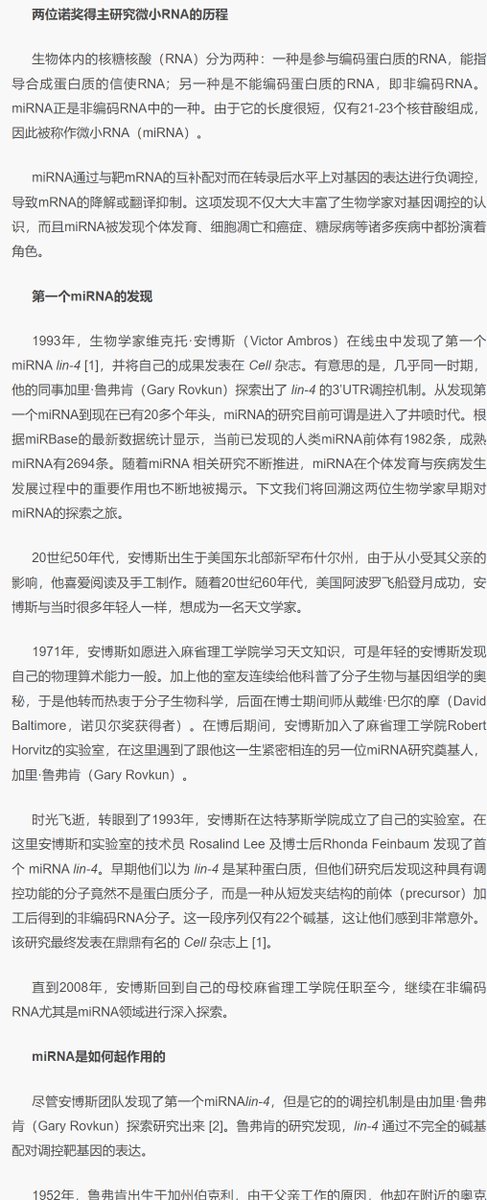 两位诺奖得主研究微小RNA的历程
生物体内的核糖核酸（RNA）分为两种：一种是参与编码蛋白质的RNA，能指
导合成蛋白质的信使RNA；另一种是不能编码蛋白质的RNA，即非编码RNA。
miRNA正是非编码RNA中的一种。由于它的长度很短，仅有21-23个核苷酸组成，
因此被称作微小RNA（miRNA）。
miRNA通过与靶mRNA的互补配对而在转录后水平上对基因的表达进行负调控，
导致mRNA的降解或翻译抑制。这项发现不仅大大丰富了生物学家对基因调控的认
识，而且miRNA被发现个体发育、细胞凋亡和癌症、糖尿病等诸多疾病中都扮演着
角色。
第一个miRNA的发现
1993年，生物学家维克托·安博斯（Victor Ambros）在线虫中发现了第一个
miRNA lin-4 [1]，并将自己的成果发表在 Cell 杂志。有意思的是，几乎同一时期，
他的同事加里·鲁弗肯（Gary Rovkun）探索出了 lin-4 的3’UTR调控机制。从发现第
一个miRNA到现在已有20多个年头，miRNA的研究目前可谓是进入了井喷时代。根
据miRBase的最新数据统计显示，当前已发现的人类miRNA前体有1982条，成熟
miRNA有2694条。随着miRNA 相关研究不断推进，miRNA在个体发育与疾病发生
发展过程中的重要作用也不断地被揭示。下文我们将回溯这两位生物学家早期对
miRNA的探索之旅。
20世纪50年代，安博斯出生于美国东北部新罕布什尔州，由于从小受其父亲的
影响，他喜爱阅读及手工制作。随着20世纪60年代，美国阿波罗飞船登月成功，安
博斯与当时很多年轻人一样，想成为一名天文学家。
1971年，安博斯如愿进入麻省理工学院学习天文知识，可是年轻的安博斯发现
自己的物理算术能力一般。加上他的室友连续给他科普了分子生物与基因组学的奥
秘，于是他转而热衷于分子生物科学，后面在博士期间师从戴维·巴尔的摩（David
Baltimore，诺贝尔奖获得者）。在博后期间，安博斯加入了麻省理工学院Robert
Horvitz的实验室，在这里遇到了跟他这一生紧密相连的另一位miRNA研究奠基人，
加里·鲁弗肯（Gary Rovkun）。
时光飞逝，转眼到了1993年，安博斯在达特茅斯学院成立了自己的实验室。在
这里安博斯和实验室的技术员 Rosalind Lee 及博士后Rhonda Feinbaum 发现了首
个 miRNA lin-4。早期他们以为 lin-4 是某种蛋白质，但他们研究后发现这种具有调
控功能的分子竟然不是蛋白质分子，而是一种从短发夹结构的前体（precursor）加
工后得到的非编码RNA分子。这一段序列仅有22个碱基，这让他们感到非常意外。
该研究最终发表在鼎鼎有名的 Cell 杂志上 [1]。
直到2008年，安博斯回到自己的母校麻省理工学院任职至今，继续在非编码
RNA尤其是miRNA领域进行深入探索。
miRNA是如何起作用的
尽管安博斯团队发现了第一个miRNAlin-4，但是它的的调控机制是由加里·鲁弗
肯（Gary Rovkun）探索研究出来 [2]。鲁弗肯的研究发现，lin-4 通过不完全的碱基
配对调控靶基因的表达。
1952年，鲁弗肯出生于加州伯克利，由于父亲工作的原因，他却在附近的奥克